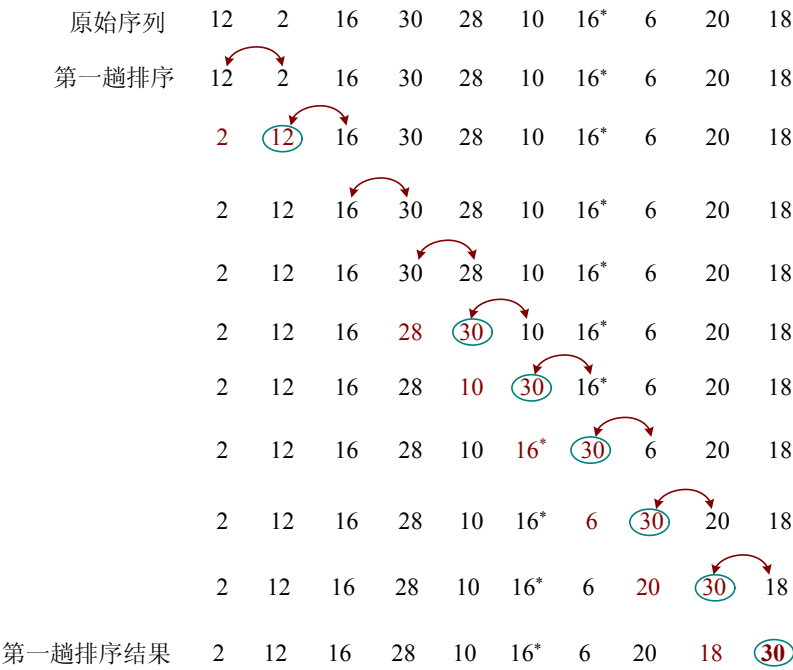 原始序列 12 2 16 30 28 10 16* 6 20 18
第一趟排序 12 2 16 30 28 10 16* 6 20 18
2 12 16 30 28 10 16* 6 20 18
2 12 16 30 28 10 16* 6 20 18
2 12 16 30 28 10 16* 6 20 18
2 12 16 28 30 10 16* 6 20 18
2 12 16 28 10 30 16* 6 20 18
2 12 16 28 10 16* 30 6 20 18
2 12 16 28 10 16* 6 30 20 18
2 12 16 28 10 16* 6 20 30 18
第一趟排序结果 2 12 16 28 10 16* 6 20 18 30